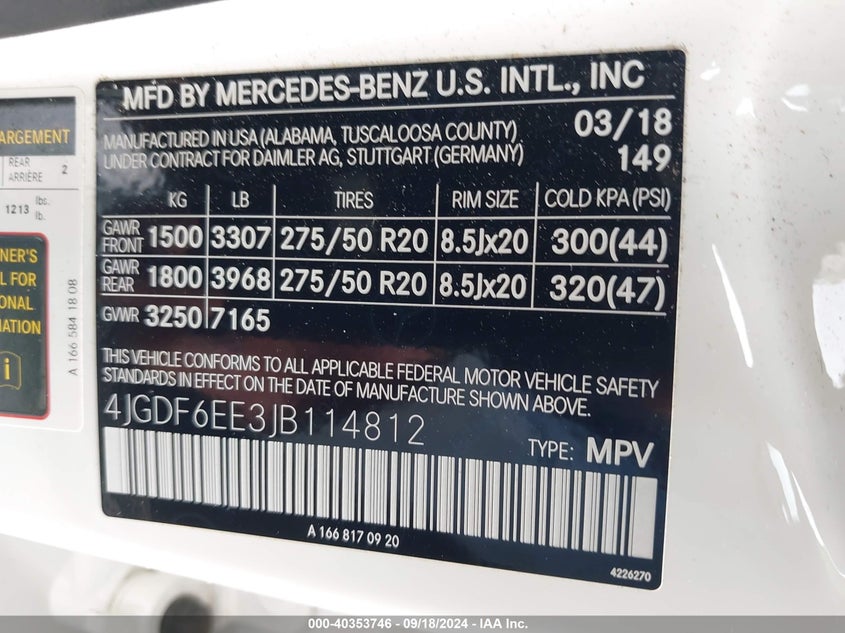 ARGEMENT
REAR
ARRIÈRE 2
1213 lbs.
lb.
NER'S
L FOR
ONAL
MATION
i
A 166 584 18 08
MFD BY MERCEDES-BENZ U.S. INTL., INC
MANUFACTURED IN USA (ALABAMA, TUSCALOOSA COUNTY) 03/18
UNDER CONTRACT FOR DAIMLER AG, STUTTGART (GERMANY) 149
KG LB TIRES RIM SIZE COLD KPA (PSI)
GAWR FRONT 1500 3307 275/50 R20 8.5Jx20 300(44)
GAWR REAR 1800 3968 275/50 R20 8.5Jx20 320(47)
GVWR 3250 7165
THIS VEHICLE CONFORMS TO ALL APPLICABLE FEDERAL MOTOR VEHICLE SAFETY
STANDARDS IN EFFECT ON THE DATE OF MANUFACTURE SHOWN ABOVE.
4JGDF6EE3JB114812
TYPE: MPV
A 166 817 09 20
4226270
000-40353746 - 09/18/2024 - IAA Inc.